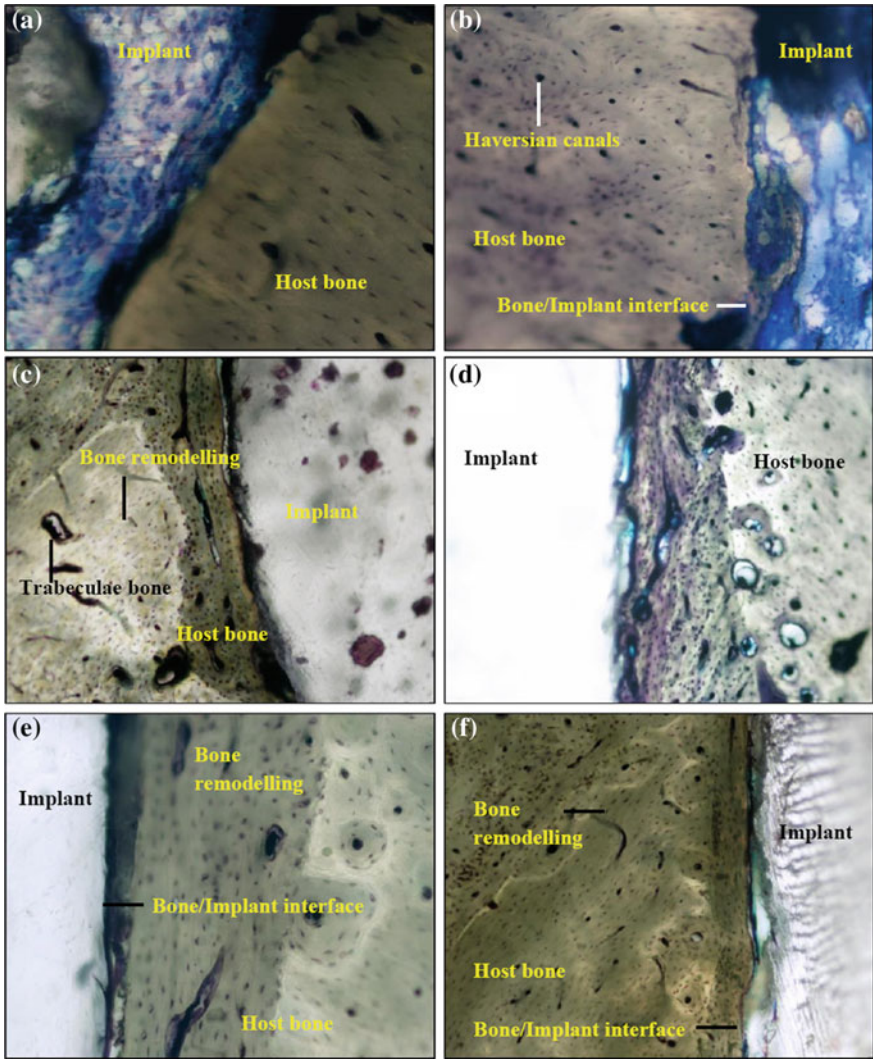 (a)
Implant
Host bone
(b)
Implant
Haversian canals
Host bone
Bone/Implant interface
(c)
Bone remodelling
Implant
Trabeculae bone
Host bone
(d)
Implant
Host bone
(e)
Bone
remodelling
Implant
Bone/Implant interface
Host bone
(f)
Bone
remodelling
Implant
Host bone
Bone/Implant interface